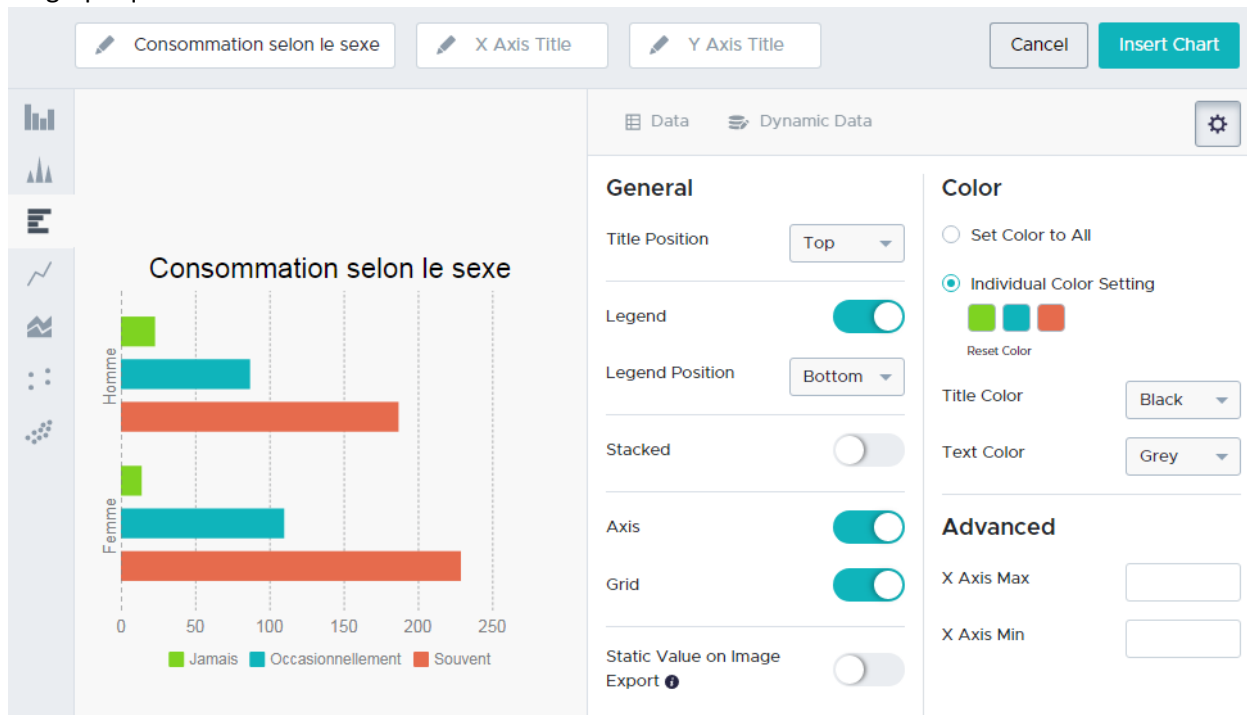 Consommation selon le sexe
X Axis Title
Y Axis Title
Cancel
Insert Chart
Data
Dynamic Data
Consommation selon le sexe
Homme
Femme
0 50 100 150 200 250
Jamais Occasionnellement Souvent
General
Title Position
Top
Legend
Legend Position
Bottom
Stacked
Axis
Grid
Static Value on Image
Export
Color
Set Color to All
Individual Color Setting
Reset Color
Title Color
Black
Text Color
Grey
Advanced
X Axis Max
X Axis Min